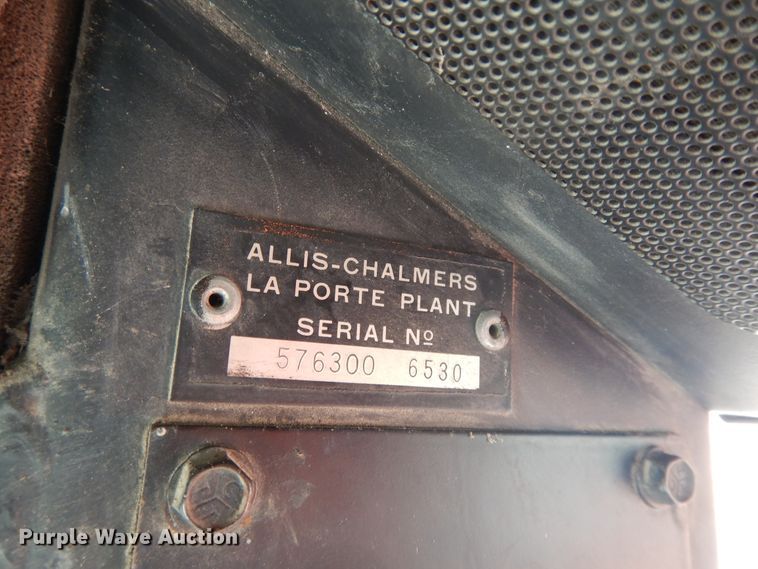 ALLIS-CHALMERS
LA PORTE PLANT
SERIAL Nº
576300 6530
Purple Wave Auction